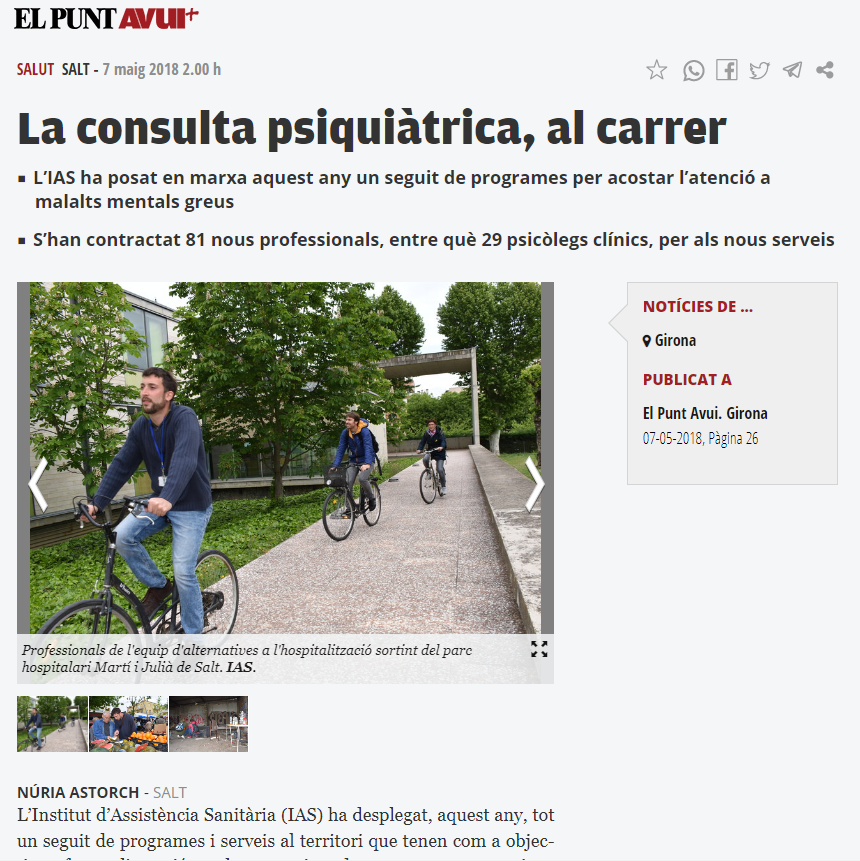 EL PUNT AVUI+
SALUT SALT - 7 maig 2018 2.00 h
La consulta psiquiàtrica, al carrer
L’IAS ha posat en marxa aquest any un seguit de programes per acostar l’atenció a
malalts mentals greus
S’han contractat 81 nous professionals, entre què 29 psicòlegs clínics, per als nous serveis
NOTÍCIES DE ...
Girona
PUBLICAT A
El Punt Avui. Girona
07-05-2018, Pàgina 26
Professionals de l'equip d'alternatives a l'hospitalització sortint del parc
hospitalari Martí i Julià de Salt. IAS.
NÚRIA ASTORCH - SALT
L’Institut d’Assistència Sanitària (IAS) ha desplegat, aquest any, tot
un seguit de programes i serveis al territori que tenen com a objec-